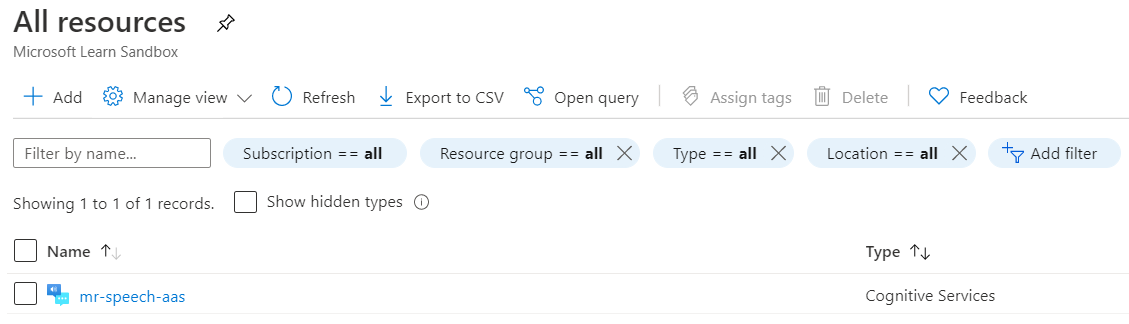 All resources
Microsoft Learn Sandbox
Add Manage view Refresh Export to CSV Open query Assign tags Delete Feedback
Filter by name... Subscription == all Resource group == all Type == all Location == all Add filter
Showing 1 to 1 of 1 records. Show hidden types
Name Type
mr-speech-aas Cognitive Services